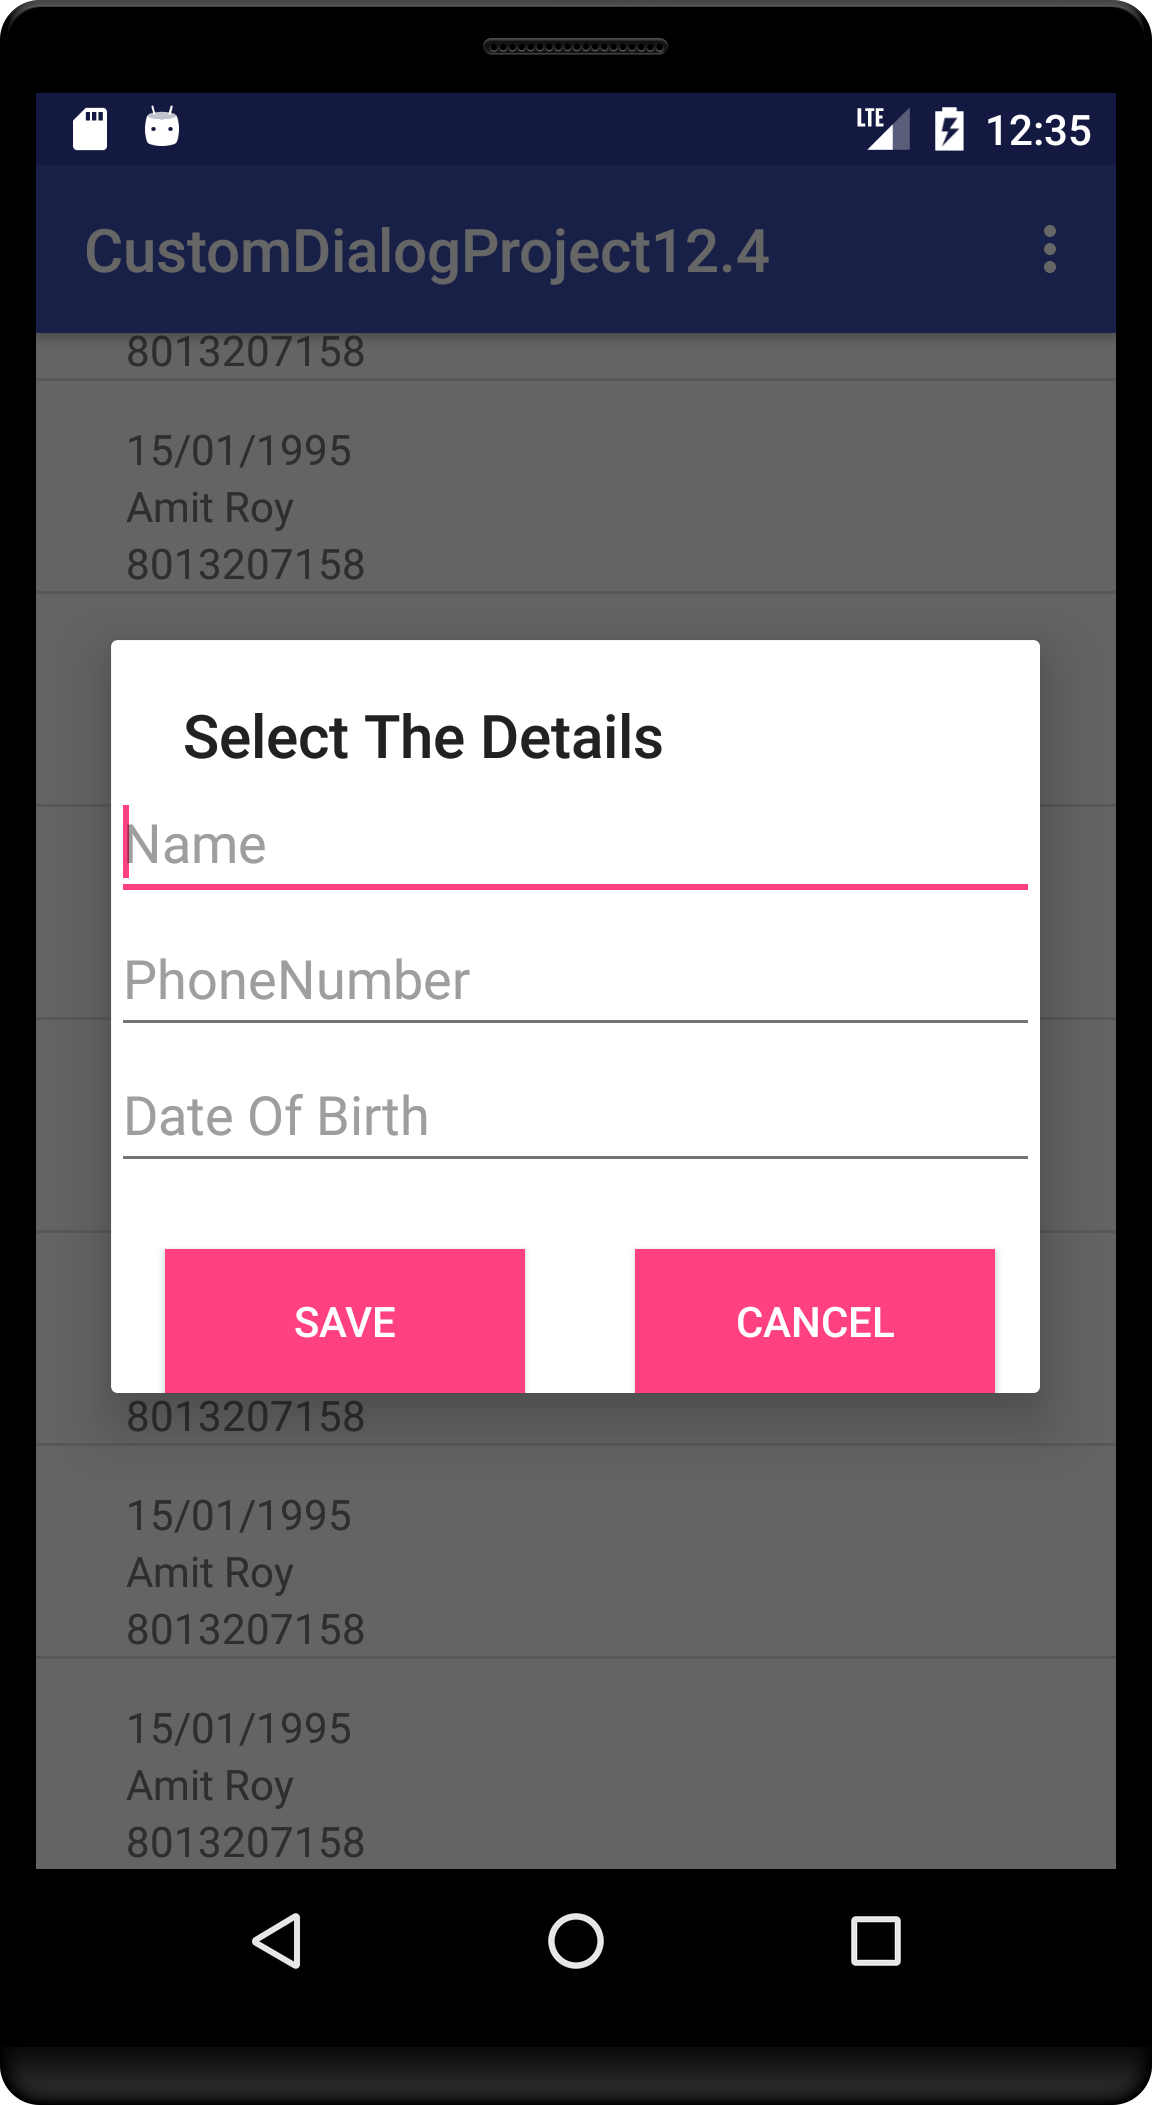 LTE 12:35
CustomDialogProject12.4
8013207158
15/01/1995
Amit Roy
8013207158
Select The Details
Name
PhoneNumber
Date Of Birth
SAVE CANCEL
8013207158
15/01/1995
Amit Roy
8013207158
15/01/1995
Amit Roy
8013207158